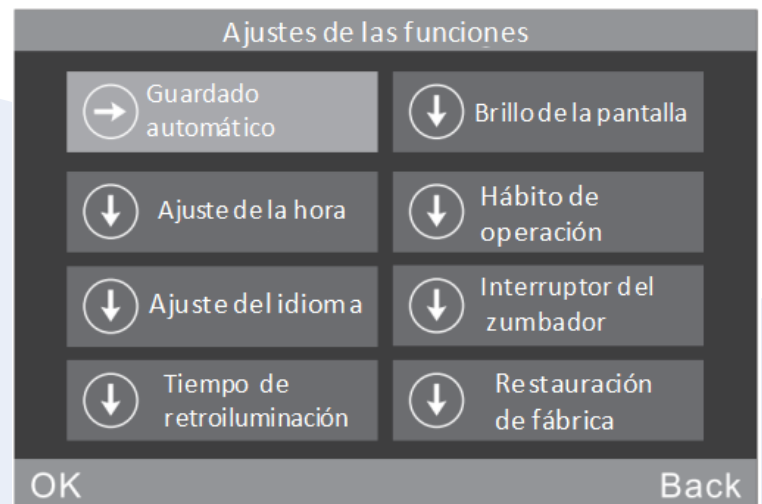 Ajustes de las funciones
Guardado
automático
Brillo de la pantalla
Ajuste de la hora
Hábito de
operación
Ajuste del idioma
Interruptor del
zumbador
Tiempo de
retroiluminación
Restauración
de fábrica
OK
Back